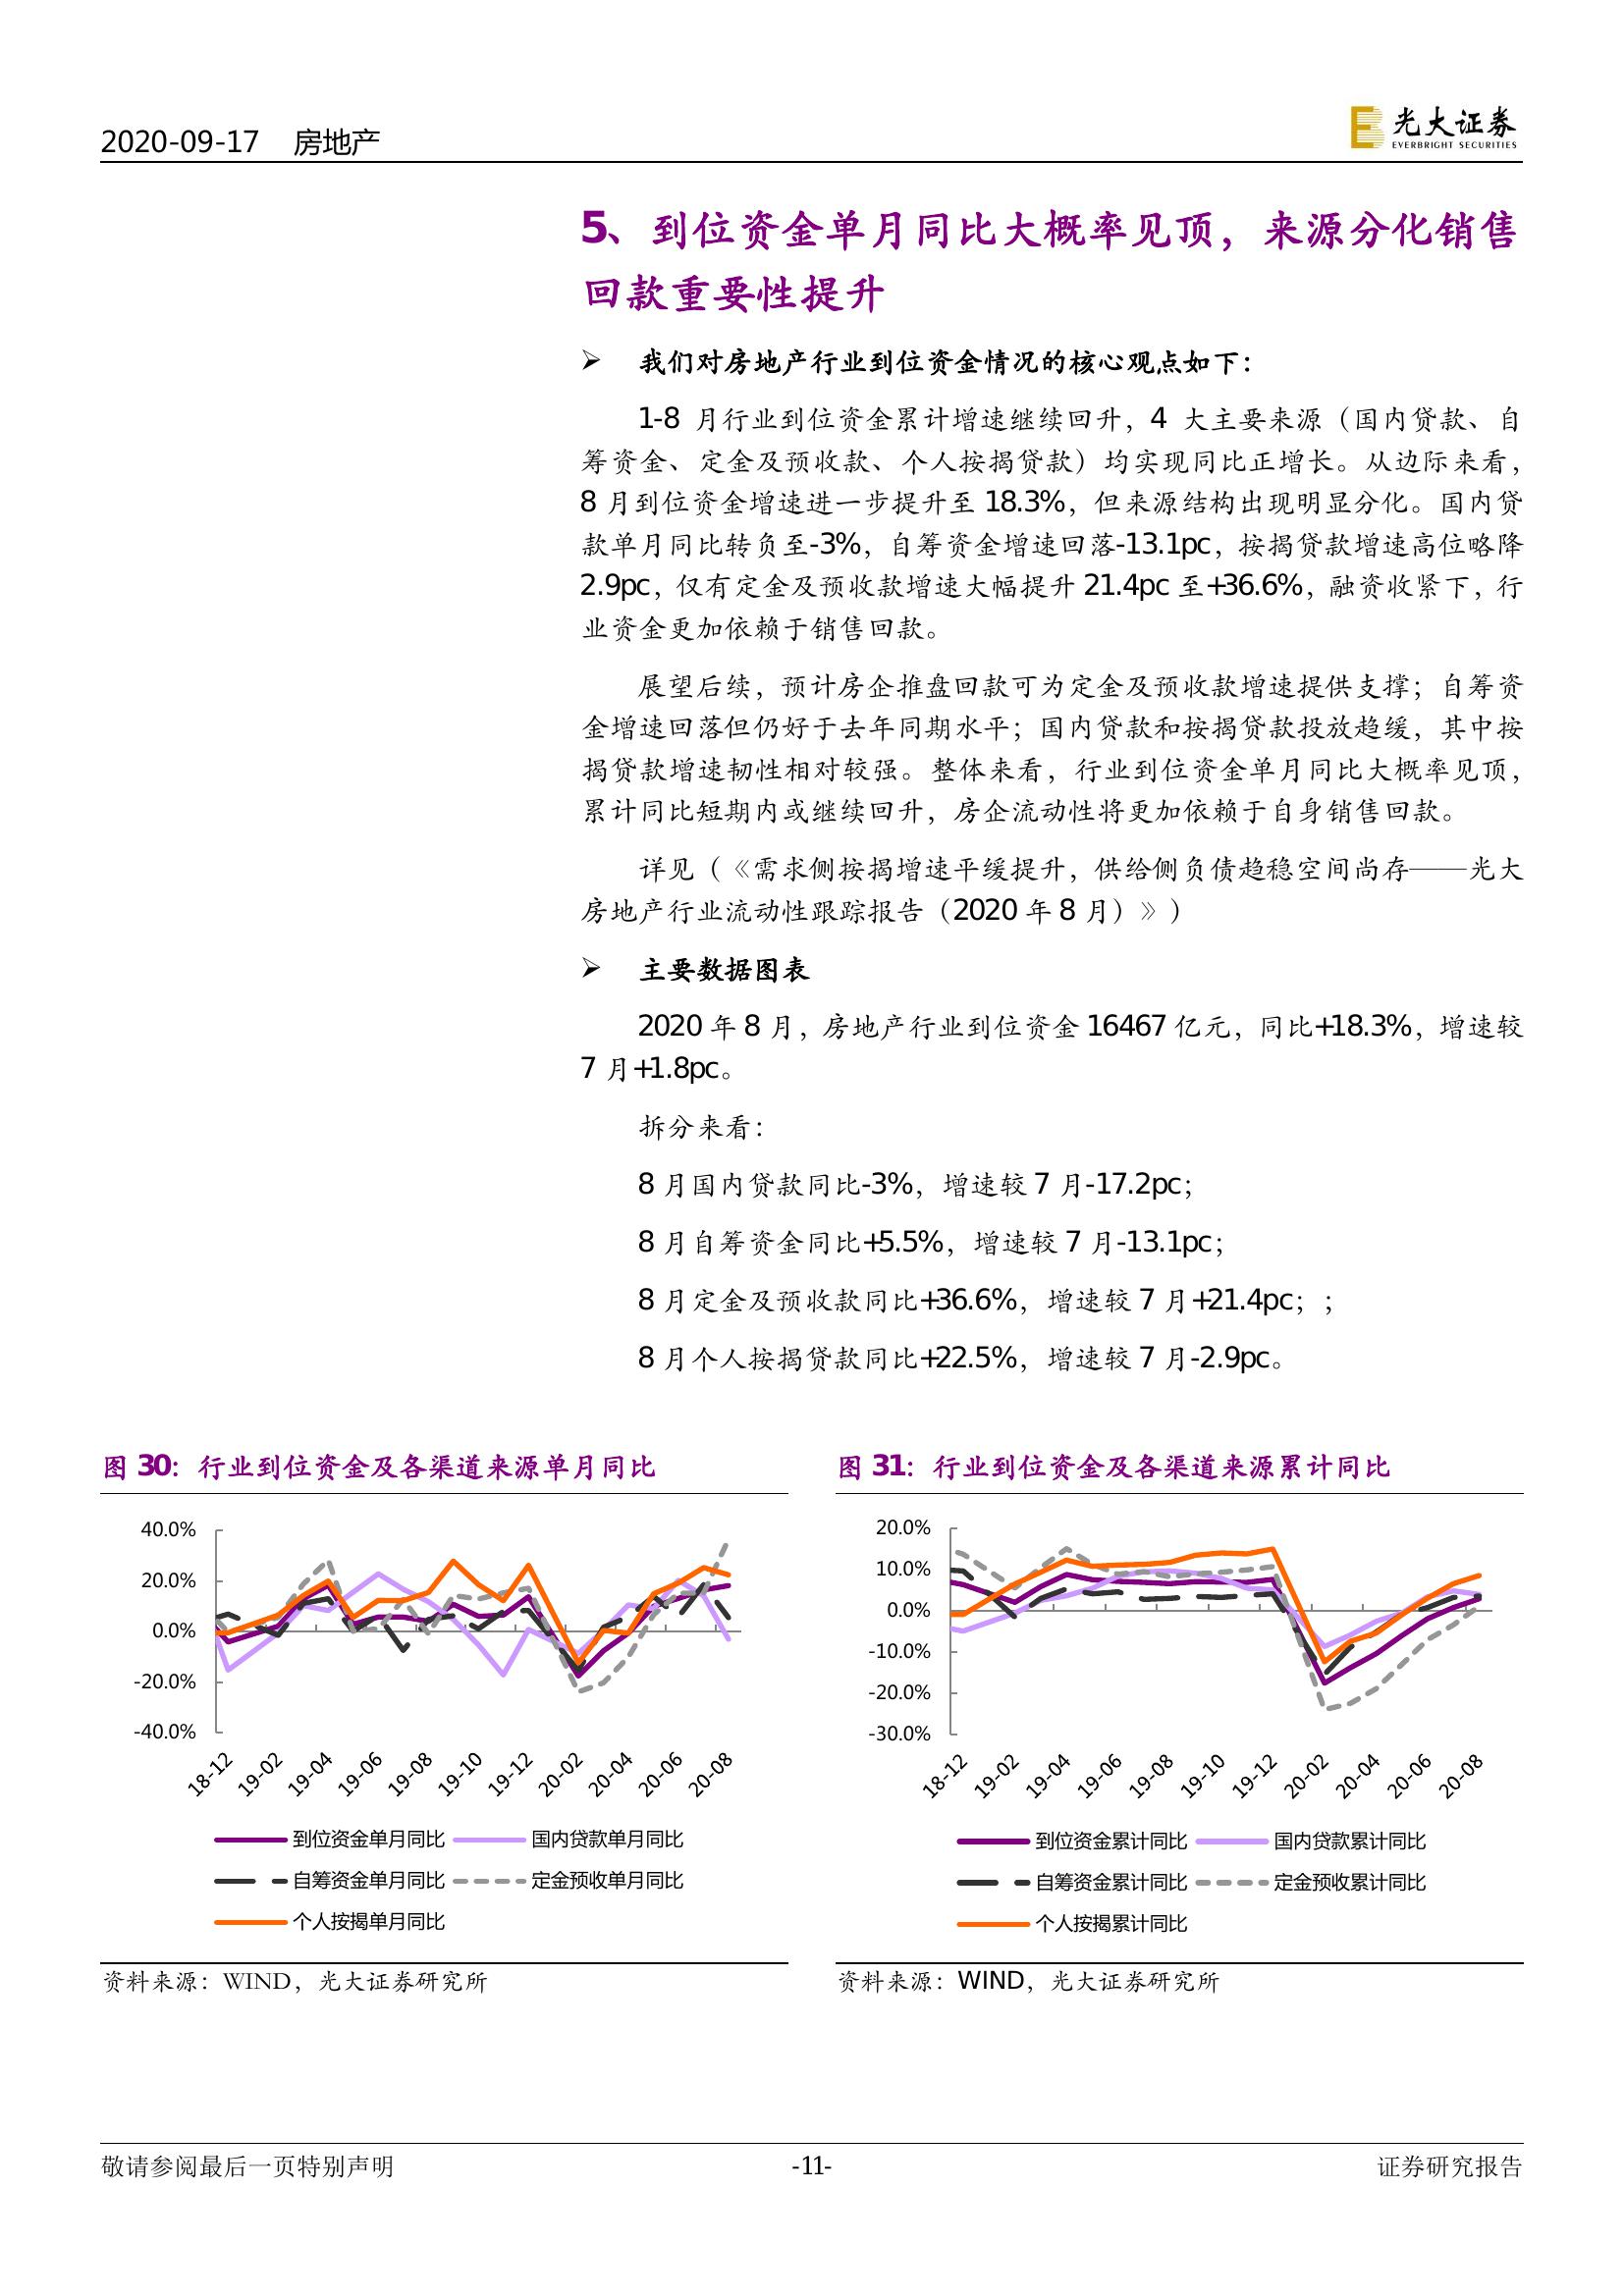 2020-09-17 房地产
光大证券
EVERBRIGHT SECURITIES
5、到位资金单月同比大概率见顶，来源分化销售
回款重要性提升
➢ 我们对房地产行业到位资金情况的核心观点如下：
1-8 月行业到位资金累计增速继续回升，4 大主要来源（国内贷款、自
筹资金、定金及预收款、个人按揭贷款）均实现同比正增长。从边际来看，
8 月到位资金增速进一步提升至 18.3%，但来源结构出现明显分化。国内贷
款单月同比转负至-3%，自筹资金增速回落-13.1pc，按揭贷款增速高位略降
2.9pc，仅有定金及预收款增速大幅提升 21.4pc 至+36.6%，融资收紧下，行
业资金更加依赖于销售回款。
展望后续，预计房企推盘回款可为定金及预收款增速提供支撑；自筹资
金增速回落但仍好于去年同期水平；国内贷款和按揭贷款投放趋缓，其中按
揭贷款增速韧性相对较强。整体来看，行业到位资金单月同比大概率见顶，
累计同比短期内或继续回升，房企流动性将更加依赖于自身销售回款。
详见（《需求侧按揭增速平缓提升，供给侧负债趋稳空间尚存——光大
房地产行业流动性跟踪报告（2020 年 8 月）》）
➢ 主要数据图表
2020 年 8 月，房地产行业到位资金 16467 亿元，同比+18.3%，增速较
7 月+1.8pc。
拆分来看：
8 月国内贷款同比-3%，增速较 7 月-17.2pc；
8 月自筹资金同比+5.5%，增速较 7 月-13.1pc；
8 月定金及预收款同比+36.6%，增速较 7 月+21.4pc；；
8 月个人按揭贷款同比+22.5%，增速较 7 月-2.9pc。
图 30：行业到位资金及各渠道来源单月同比
40.0%
20.0%
0.0%
-20.0%
-40.0%
18-12 19-02 19-04 19-06 19-08 19-10 19-12 20-02 20-04 20-06 20-08
到位资金单月同比 国内贷款单月同比
自筹资金单月同比 定金预收单月同比
个人按揭单月同比
资料来源：WIND，光大证券研究所
图 31：行业到位资金及各渠道来源累计同比
20.0%
10.0%
0.0%
-10.0%
-20.0%
-30.0%
18-12 19-02 19-04 19-06 19-08 19-10 19-12 20-02 20-04 20-06 20-08
到位资金累计同比 国内贷款累计同比
自筹资金累计同比 定金预收累计同比
个人按揭累计同比
资料来源：WIND，光大证券研究所
敬请参阅最后一页特别声明 -11- 证券研究报告